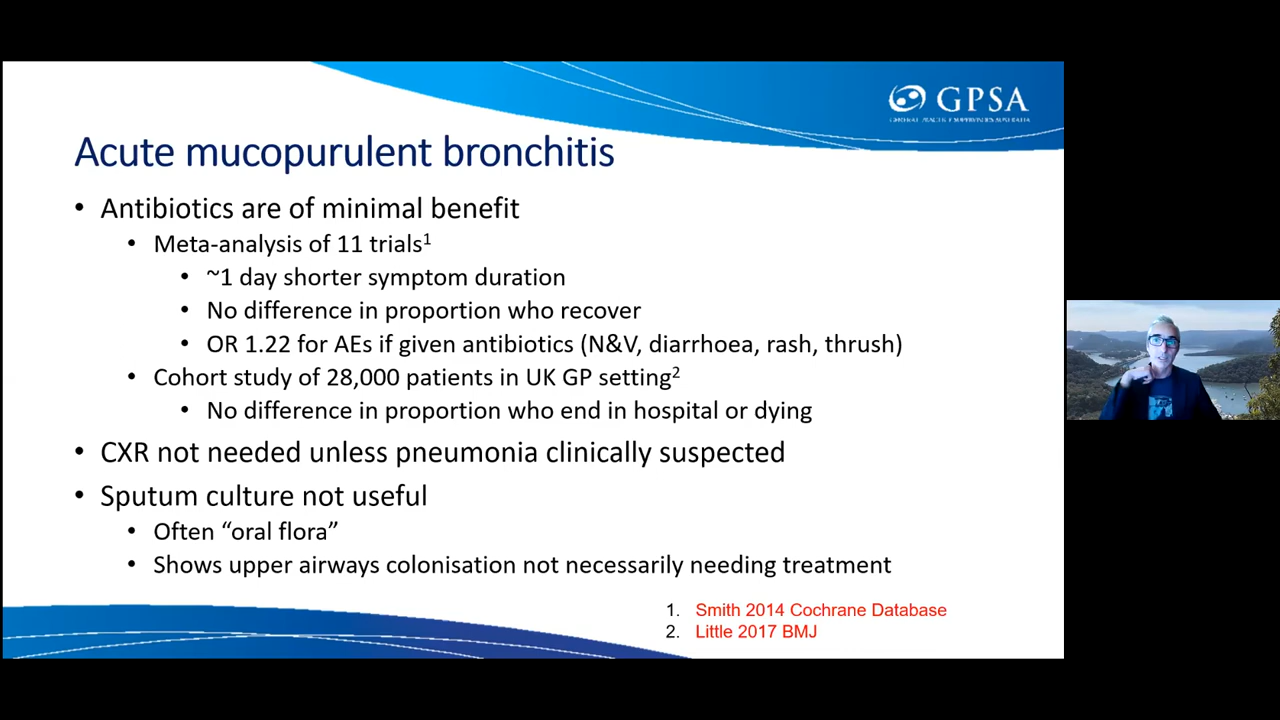 GPSA
GENERAL PRACTICE SUPERVISORS AUSTRALIA
Acute mucopurulent bronchitis
• Antibiotics are of minimal benefit
• Meta-analysis of 11 trials1
• ~1 day shorter symptom duration
• No difference in proportion who recover
• OR 1.22 for AEs if given antibiotics (N&V, diarrhoea, rash, thrush)
• Cohort study of 28,000 patients in UK GP setting2
• No difference in proportion who end in hospital or dying
• CXR not needed unless pneumonia clinically suspected
• Sputum culture not useful
• Often “oral flora”
• Shows upper airways colonisation not necessarily needing treatment
1. Smith 2014 Cochrane Database
2. Little 2017 BMJ